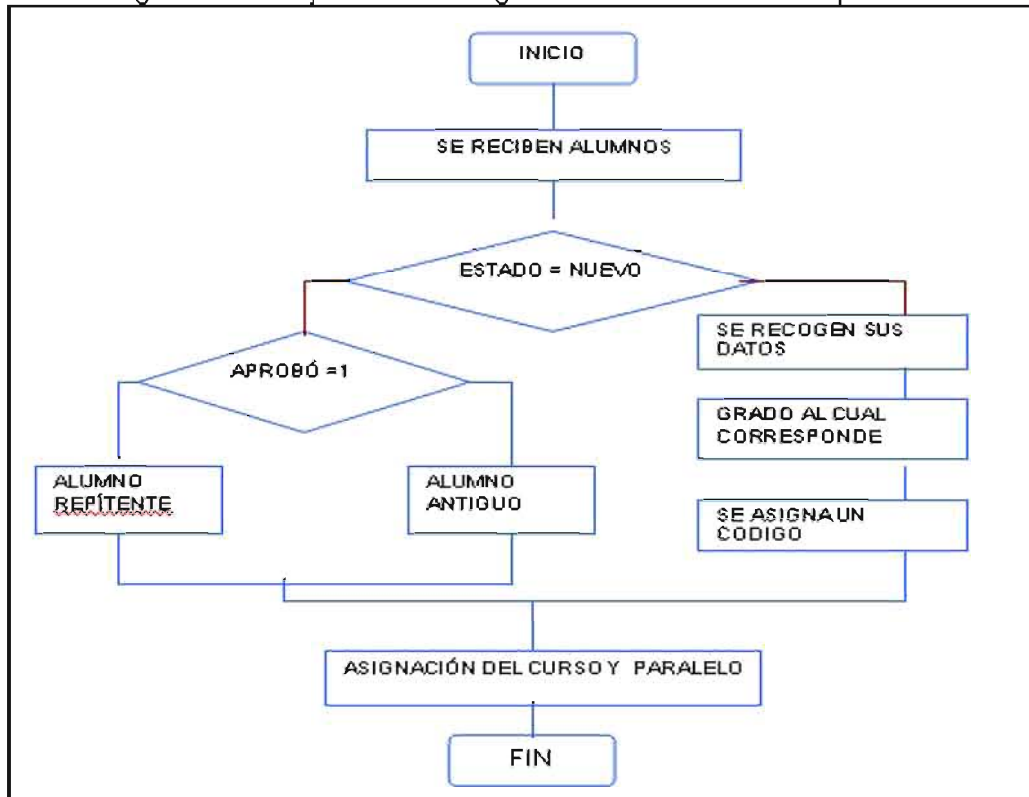 INICIO
SE RECIBEN ALUMNOS
ESTADO = NUEVO
SE RECOGEN SUS
DATOS
APROBÓ =1
GRADO AL CUAL
CORRESPONDE
ALUMNO
REPÍTENTE
ALUMNO
ANTIGUO
SE ASIGNA UN
CODIGO
ASIGNACIÓN DEL CURSO Y PARALELO
FIN